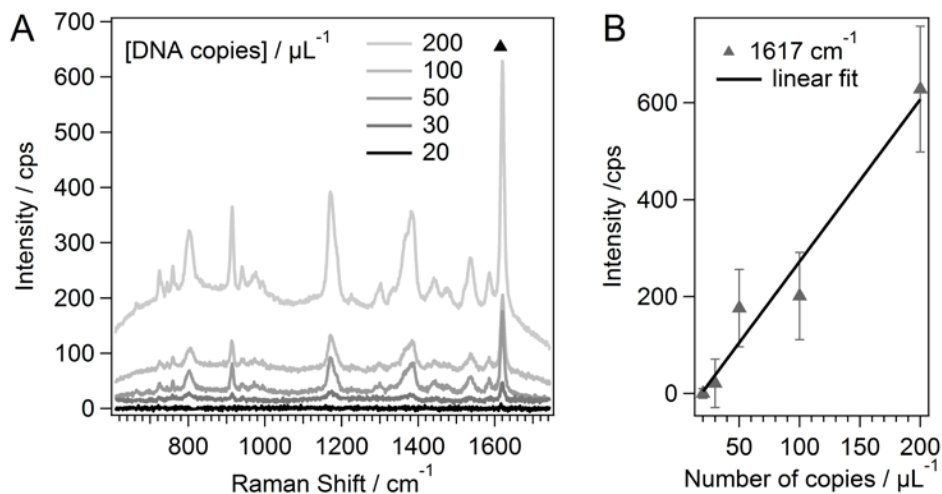 A
[DNA copies] / µL⁻¹
200
100
50
30
20
▲
700
600
500
400
300
200
100
0
Intensity / cps
800
1000
1200
1400
1600
Raman Shift / cm⁻¹
B
▲ 1617 cm⁻¹
linear fit
600
400
200
0
Intensity /cps
50
100
200
Number of copies / µL⁻¹